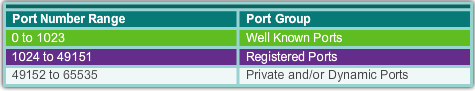 Port Number Range Port Group
0 to 1023 Well Known Ports
1024 to 49151 Registered Ports
49152 to 65535 Private and/or Dynamic Ports